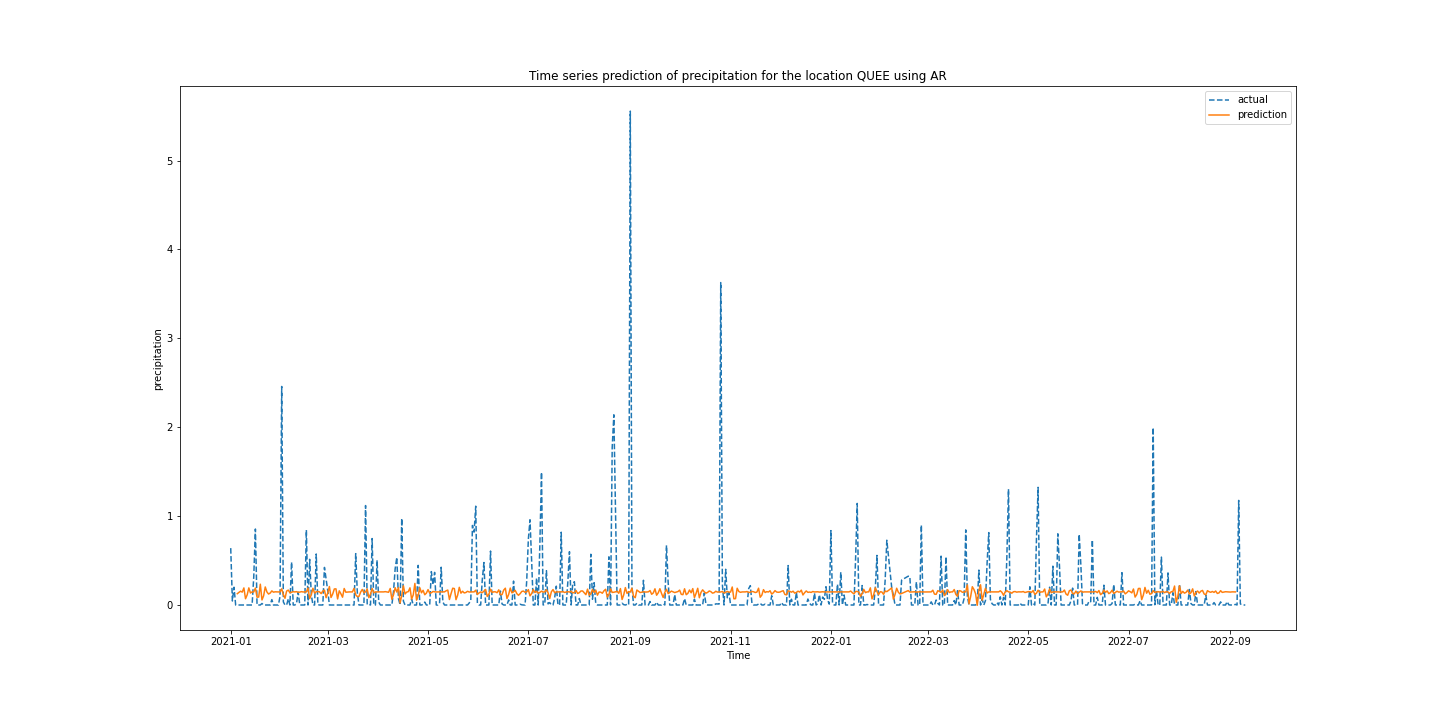 Time series prediction of precipitation for the location QUEE using AR
actual
prediction
5
4
3
2
1
0
precipitation
2021-01 2021-03 2021-05 2021-07 2021-09 2021-11 2022-01 2022-03 2022-05 2022-07 2022-09
Time